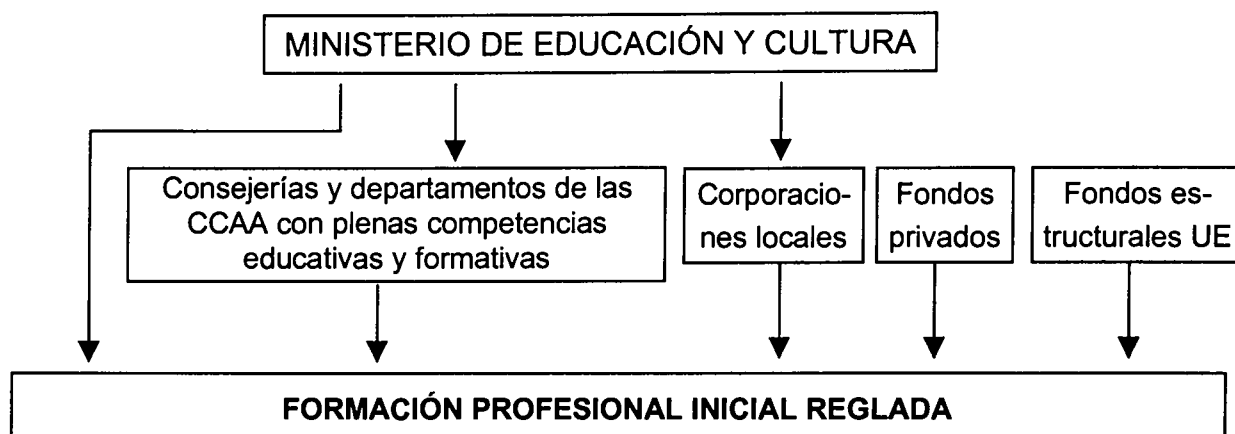 MINISTERIO DE EDUCACIÓN Y CULTURA
Consejerías y departamentos de las
CCAA con plenas competencias
educativas y formativas
Corporacio-
nes locales
Fondos
privados
Fondos es-
tructurales UE
FORMACIÓN PROFESIONAL INICIAL REGLADA